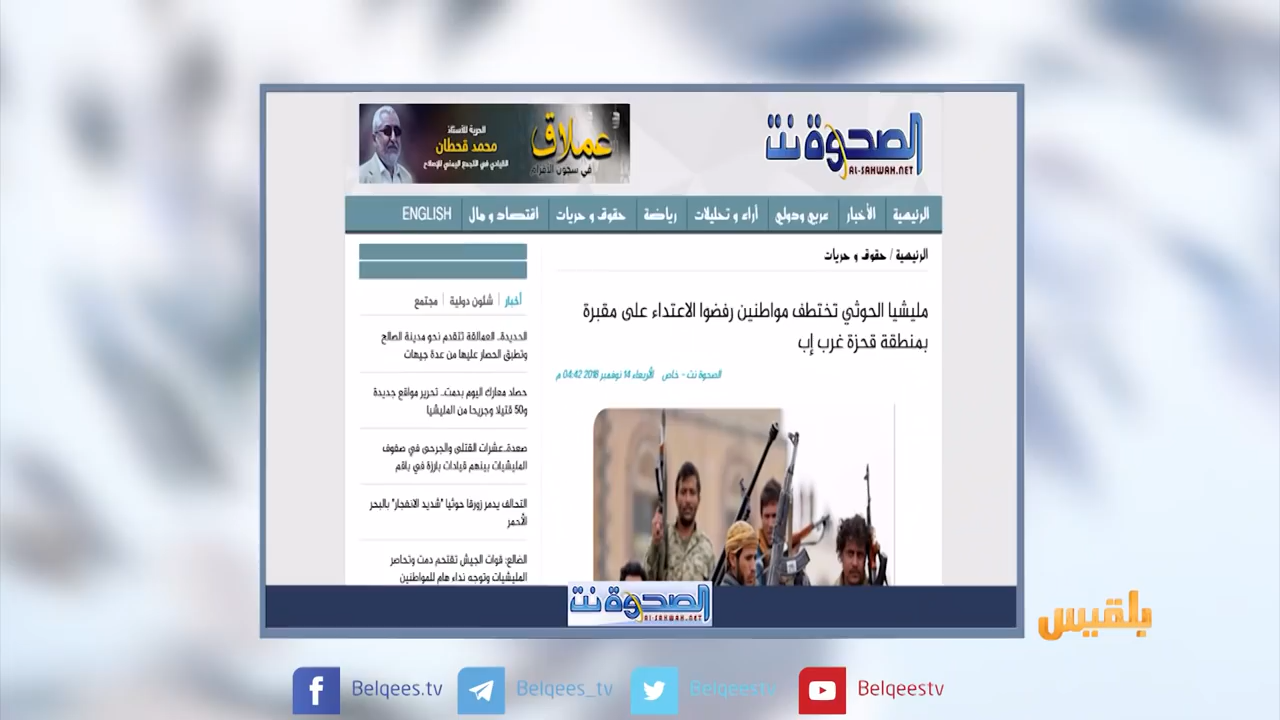 الصحوة نت
AL-SAHWAH.NET
عملاق
في سجون الأقزام
الحرية للأستاذ
محمد قحطان
القيادي في التجمع اليمني للإصلاح
الرئيسية الأخبار عربي ودولي آراء و تحليلات رياضة حقوق و حريات اقتصاد و مال ENGLISH
الرئيسية / حقوق و حريات
مليشيا الحوثي تختطف مواطنين رفضوا الاعتداء على مقبرة
بمنطقة قحزة غرب إب
الصحوة نت - خاص الأربعاء 14 نوفمبر 2018 04:42 م
أخبار | شئون دولية | مجتمع
الحديدة.. العمالقة تتقدم نحو مدينة الصالح
وتطبق الحصار عليها من عدة جبهات
حصاد معارك اليوم بدمت.. تحرير مواقع جديدة
و50 قتيلا وجريحا من المليشيا
صعدة..عشرات القتلى والجرحى في صفوف
المليشيات بينهم قيادات بارزة في باقم
التحالف يدمر زورقا حوثيا "شديد الانفجار" بالبحر
الأحمر
الضالع: قوات الجيش تقتحم دمت وتحاصر
المليشيات وتوجه نداء هام للمواطنين
الصحوة نت
AL-SAHWAH.NET
بلقيس
Belqees.tv
Belqees_tv
Belqeestv
Belqeestv